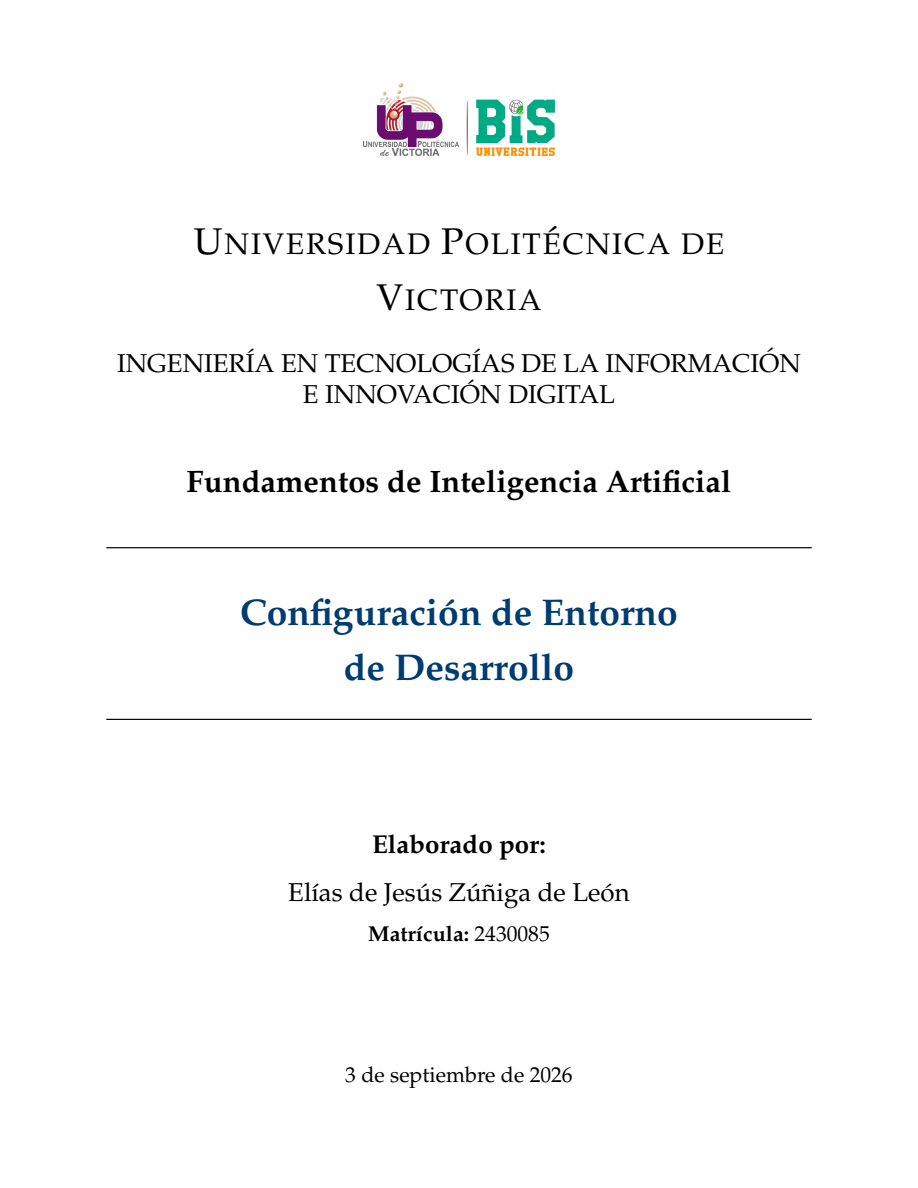 UP
UNIVERSIDAD POLITÉCNICA
de VICTORIA
BiS
UNIVERSITIES
UNIVERSIDAD POLITÉCNICA DE
VICTORIA
INGENIERÍA EN TECNOLOGÍAS DE LA INFORMACIÓN
E INNOVACIÓN DIGITAL
Fundamentos de Inteligencia Artificial
Configuración de Entorno
de Desarrollo
Elaborado por:
Elías de Jesús Zúñiga de León
Matrícula: 2430085
3 de septiembre de 2026